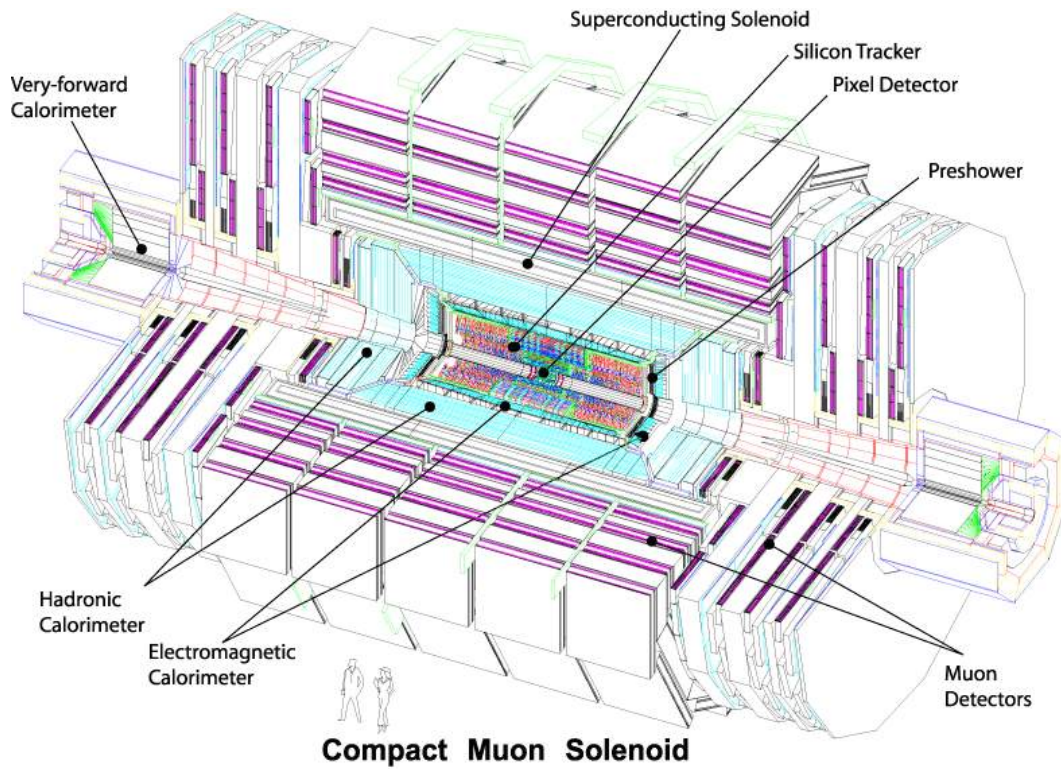 Superconducting Solenoid
Silicon Tracker
Pixel Detector
Very-forward
Calorimeter
Preshower
Hadronic
Calorimeter
Electromagnetic
Calorimeter
Muon
Detectors
Compact Muon Solenoid